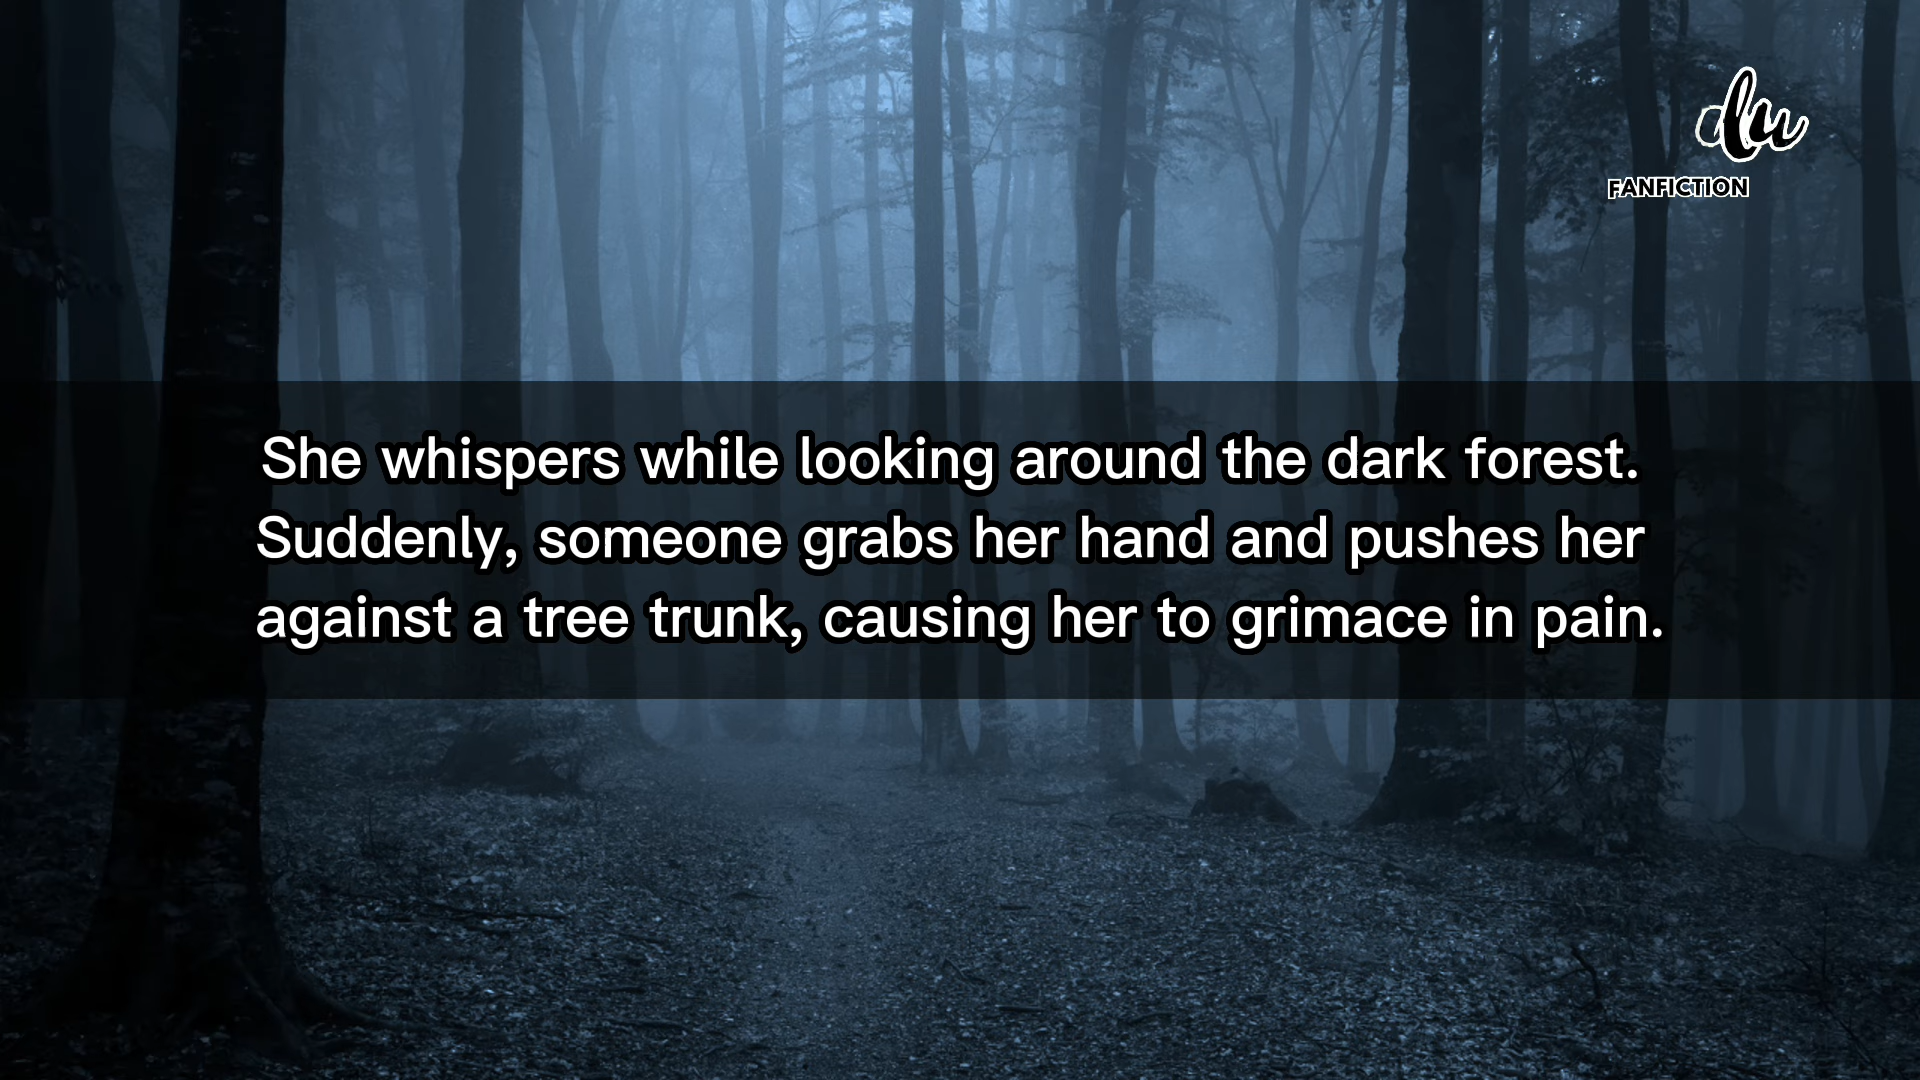 du
FANFICTION
She whispers while looking around the dark forest.
Suddenly, someone grabs her hand and pushes her
against a tree trunk, causing her to grimace in pain.